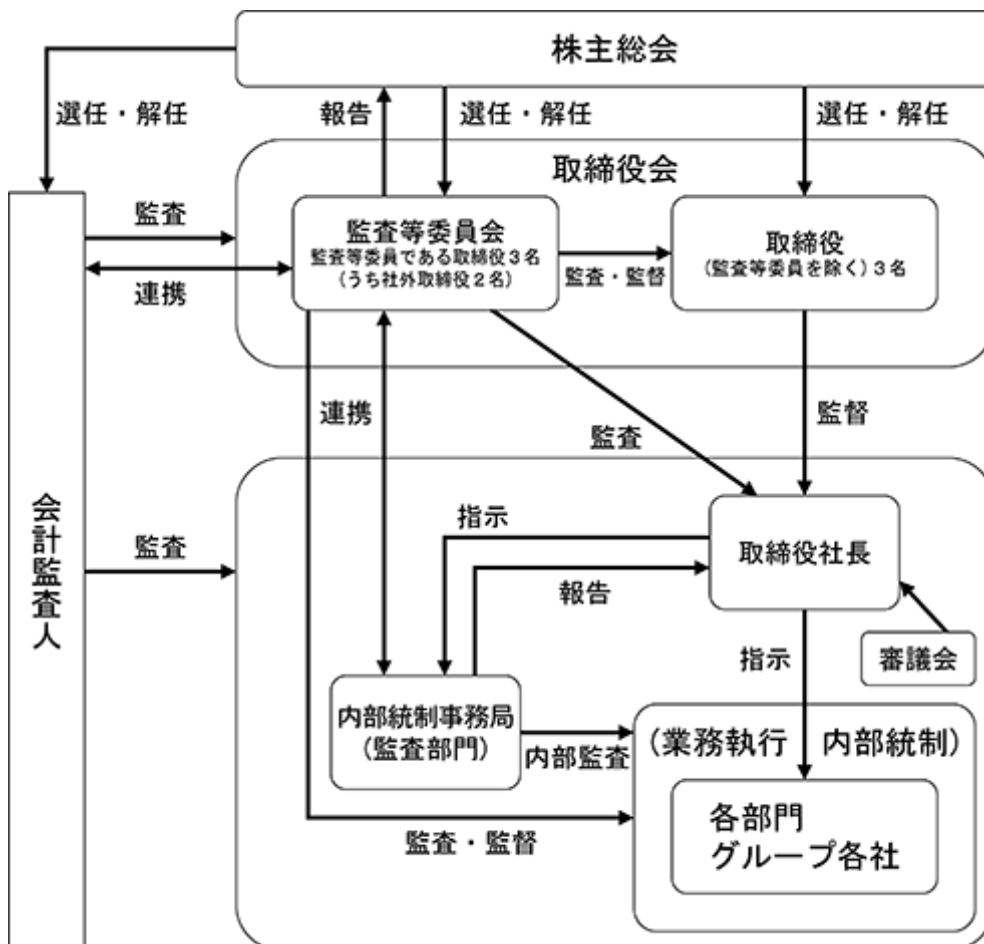 株主総会
選任・解任
報告
選任・解任
選任・解任
取締役会
監査
監査等委員会
監査等委員である取締役3名
(うち社外取締役2名)
監査・監督
取締役
(監査等委員を除く)3名
連携
連携
監査
監督
会計監査人
監査
指示
報告
取締役社長
審議会
指示
内部統制事務局
(監査部門)
内部監査
(業務執行 内部統制)
監査・監督
各部門
グループ各社